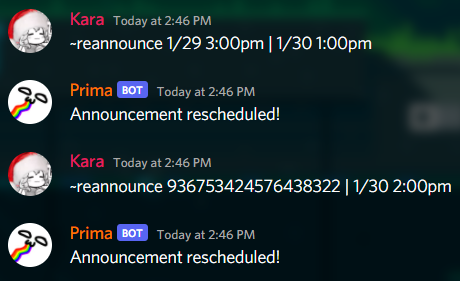 Kara Today at 2:46 PM
~reannounce 1/29 3:00pm | 1/30 1:00pm
Prima BOT Today at 2:46 PM
Announcement rescheduled!
Kara Today at 2:46 PM
~reannounce 936753424576438322 | 1/30 2:00pm
Prima BOT Today at 2:46 PM
Announcement rescheduled!